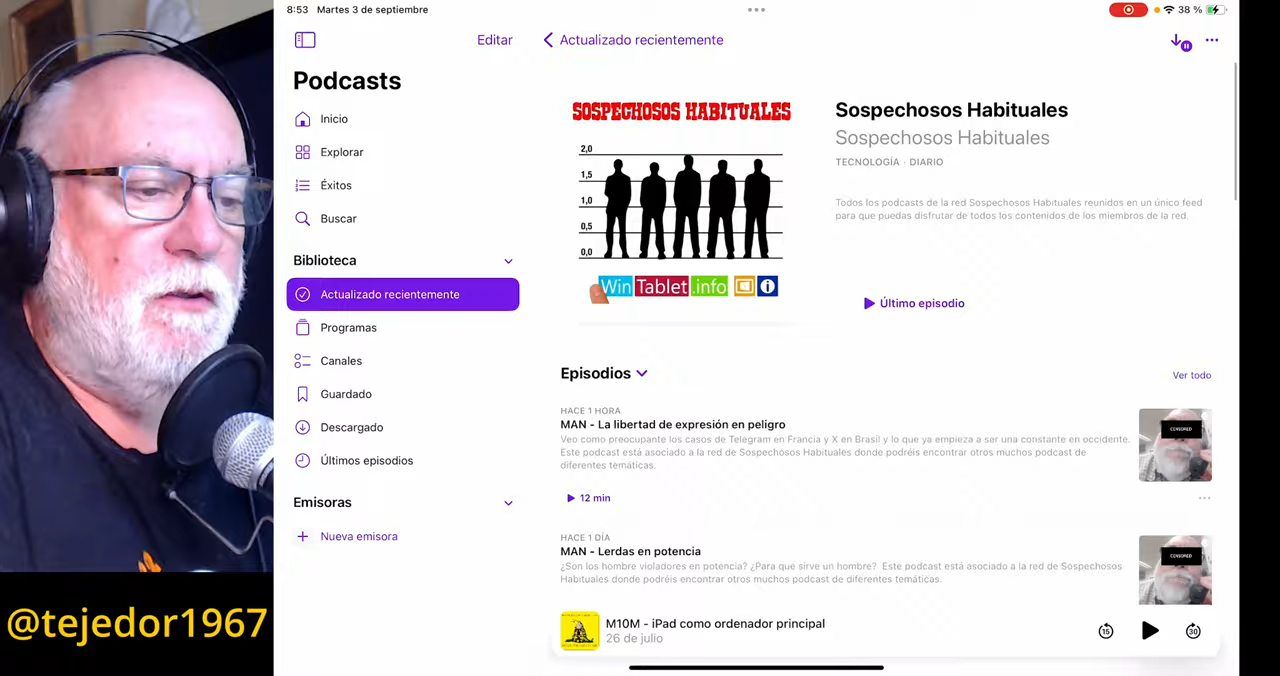 8:53 Martes 3 de septiembre
38 %
Editar
Actualizado recientemente
Podcasts
Inicio
Explorar
Éxitos
Buscar
Biblioteca
Actualizado recientemente
Programas
Canales
Guardado
Descargado
Últimos episodios
Emisoras
Nueva emisora
SOSPECHOSOS HABITUALES
2,0
1,5
1,0
0,5
0,0
WinTablet.info
Sospechosos Habituales
Sospechosos Habituales
TECNOLOGÍA · DIARIO
Todos los podcasts de la red Sospechosos Habituales reunidos en un único feed
para que puedas disfrutar de todos los contenidos de los miembros de la red.
Último episodio
Episodios
Ver todo
HACE 1 HORA
MAN - La libertad de expresión en peligro
Veo como preocupante los casos de Telegram en Francia y X en Brasil y lo que ya empieza a ser una constante en occidente.
Este podcast está asociado a la red de Sospechosos Habituales donde podréis encontrar otros muchos podcast de
diferentes temáticas.
CENSORED
12 min
HACE 1 DÍA
MAN - Lerdas en potencia
¿Son los hombre violadores en potencia? ¿Para que sirve un hombre? Este podcast está asociado a la red de Sospechosos
Habituales donde podréis encontrar otros muchos podcast de diferentes temáticas.
CENSORED
M10M - iPad como ordenador principal
26 de julio
15
30
@tejedor1967